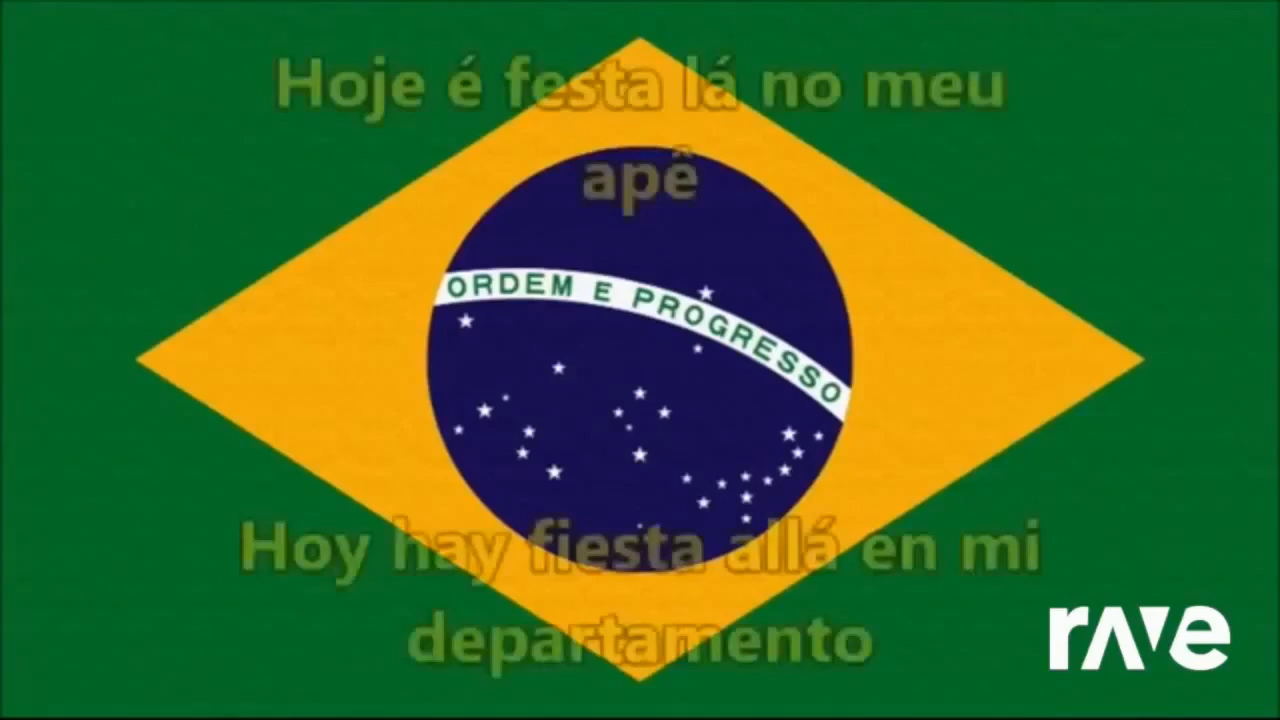 Hoje é festa lá no meu
apê
ORDEM E PROGRESSO
Hoy hay fiesta allá en mi
departamento
rave